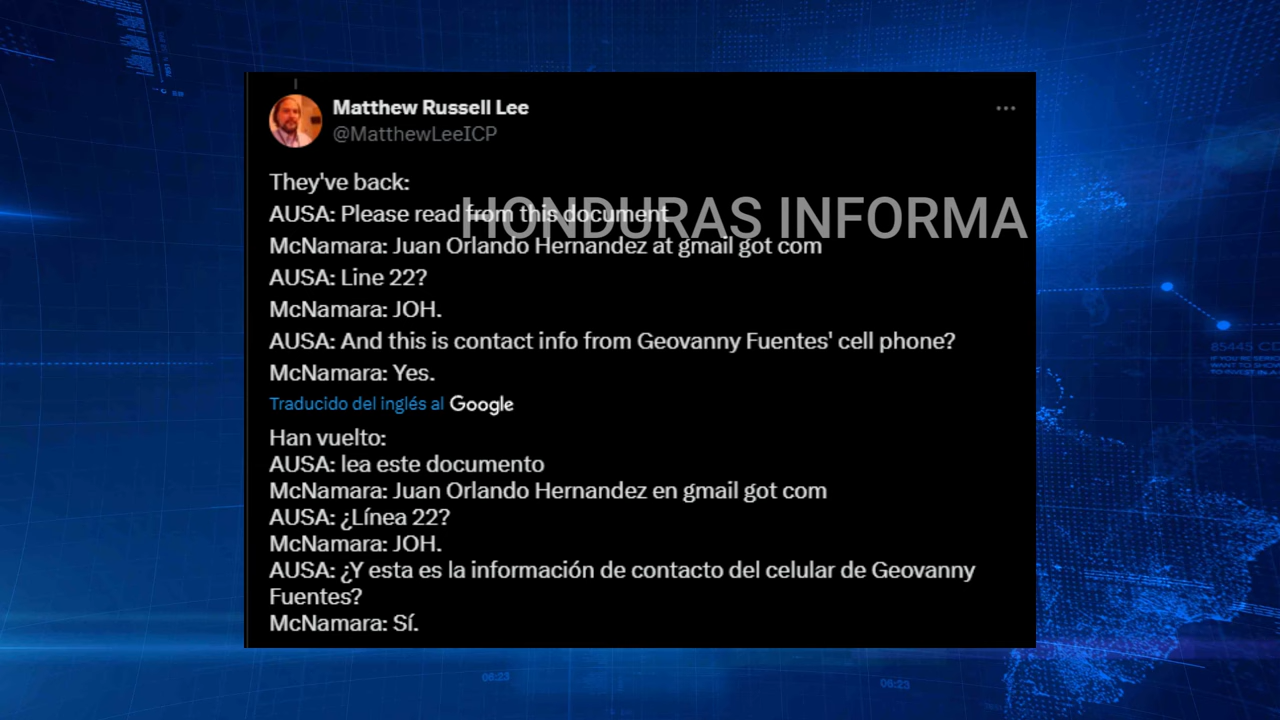 Matthew Russell Lee
@MatthewLeeICP
They've back:
AUSA: Please read from this document
HONDURAS INFORMA
McNamara: Juan Orlando Hernandez at gmail got com
AUSA: Line 22?
McNamara: JOH.
AUSA: And this is contact info from Geovanny Fuentes' cell phone?
McNamara: Yes.
Traducido del inglés al Google
Han vuelto:
AUSA: lea este documento
McNamara: Juan Orlando Hernandez en gmail got com
AUSA: ¿Línea 22?
McNamara: JOH.
AUSA: ¿Y esta es la información de contacto del celular de Geovanny
Fuentes?
McNamara: Sí.
06:23
06:23